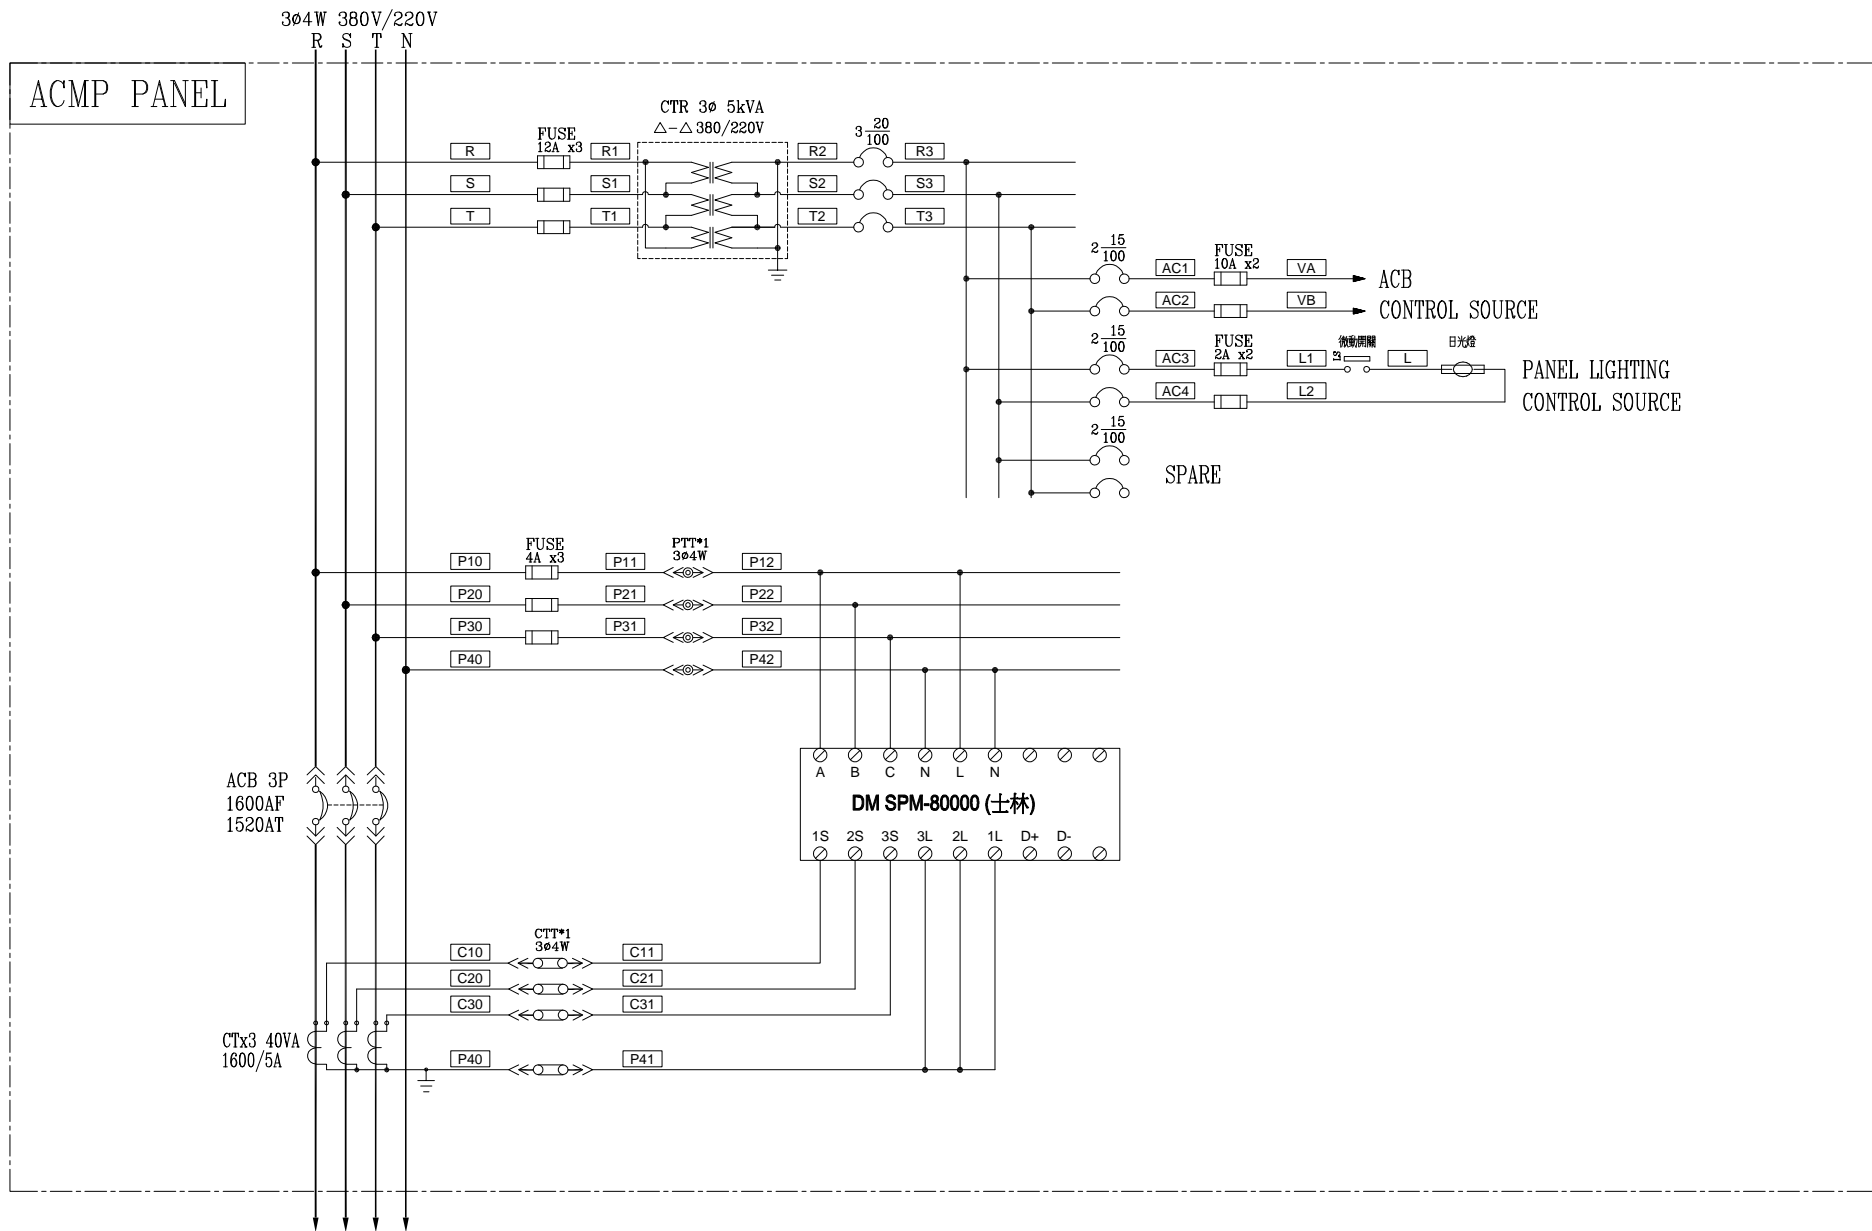 3ø4W 380V/220V
R S T N
ACMP PANEL
CTR 3ø 5kVA
△-△ 380/220V
FUSE
12A x3
3 20/100
R R1 R2 R3
S S1 S2 S3
T T1 T2 T3
2 15/100
FUSE
10A x2
AC1 VA ACB
AC2 VB CONTROL SOURCE
2 15/100
FUSE
2A x2
微動開關
日光燈
LS
AC3 L1 L PANEL LIGHTING
AC4 L2 CONTROL SOURCE
2 15/100
SPARE
FUSE
4A x3
PTT*1
3ø4W
P10 P11 P12
P20 P21 P22
P30 P31 P32
P40 P42
ACB 3P
1600AF
1520AT
A B C N L N
DM SPM-80000 (士林)
1S 2S 3S 3L 2L 1L D+ D-
CTT*1
3ø4W
C10 C11
C20 C21
C30 C31
CTx3 40VA
1600/5A
P40 P41